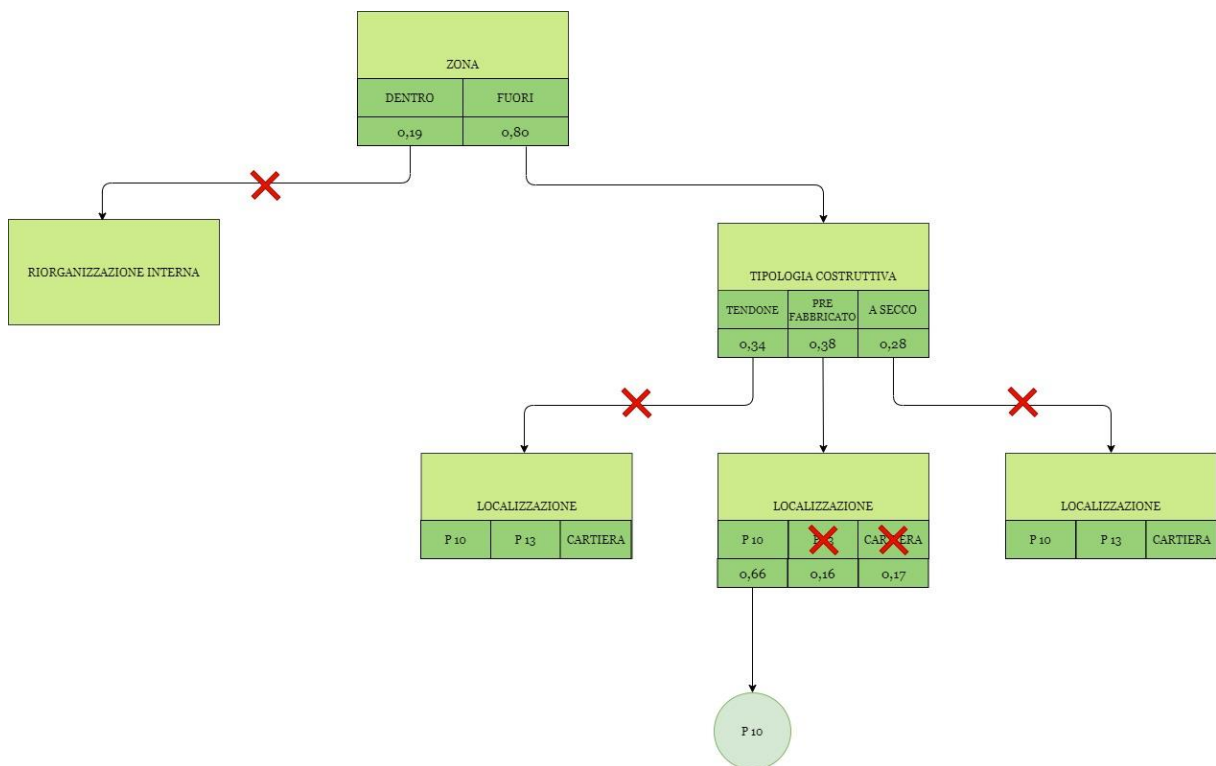 ZONA
DENTRO FUORI
0,19 0,80
RIORGANIZZAZIONE INTERNA
TIPOLOGIA COSTRUTTIVA
TENDONE PRE FABBRICATO A SECCO
0,34 0,38 0,28
LOCALIZZAZIONE
P 10 P 13 CARTIERA
LOCALIZZAZIONE
P 10 P 13 CARTIERA
0,66 0,16 0,17
LOCALIZZAZIONE
P 10 P 13 CARTIERA
P 10